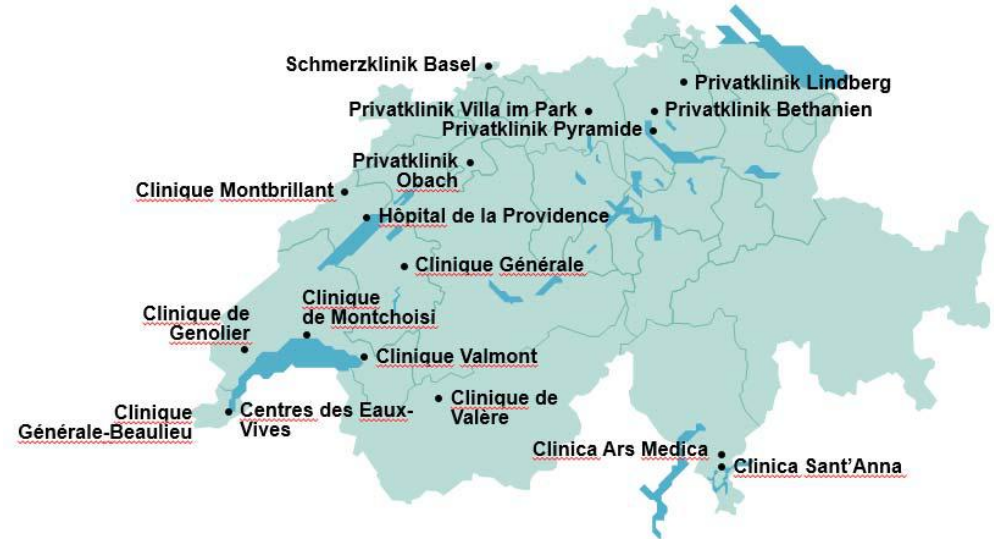 Schmerzklinik Basel
Privatklinik Lindberg
Privatklinik Villa im Park
Privatklinik Bethanien
Privatklinik Pyramide
Privatklinik
Obach
Clinique Montbrillant
Hôpital de la Providence
Clinique Générale
Clinique
de Montchoisi
Clinique de
Genolier
Clinique Valmont
Clinique de
Valère
Clinique
Générale-Beaulieu
Centres des Eaux-
Vives
Clinica Ars Medica
Clinica Sant’Anna